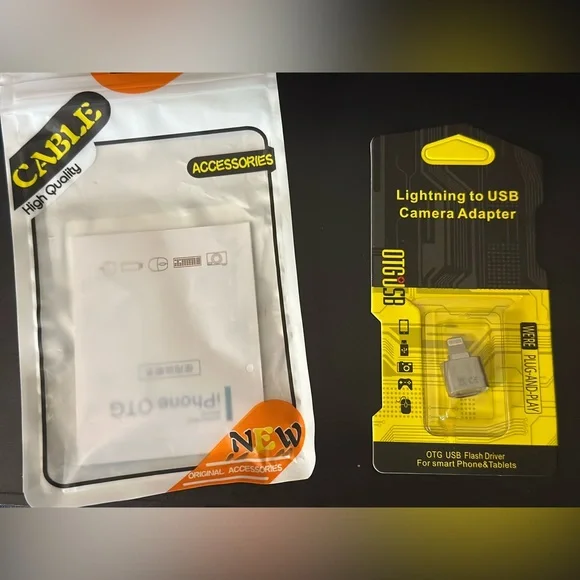 CABLE
High Quality
ACCESSORIES
iPhone OTG
NEW
ORIGINAL ACCESSORIES
Lightning to USB
Camera Adapter
OTG USB
WE'RE PLUG-AND-PLAY
OTG USB Flash Driver
For smart Phone&Tablets